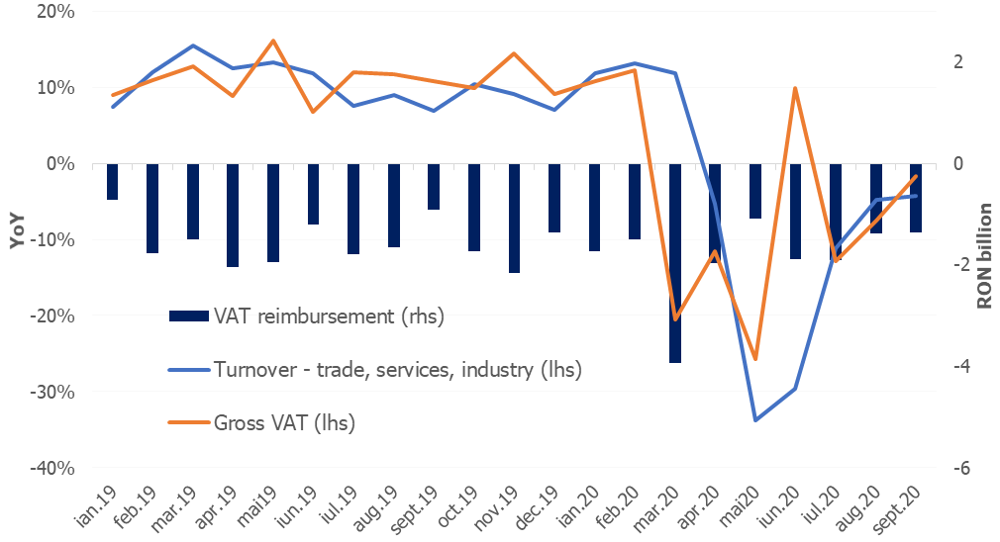 20%
10%
0%
-10%
-20%
-30%
-40%
YoY
2
0
-2
-4
-6
RON billion
VAT reimbursement (rhs)
Turnover - trade, services, industry (lhs)
Gross VAT (lhs)
ian.19
feb.19
mar.19
apr.19
mai19
iun.19
iul.19
aug.19
sept.19
oct.19
nov.19
dec.19
ian.20
feb.20
mar.20
apr.20
mai20
iun.20
iul.20
aug.20
sept.20